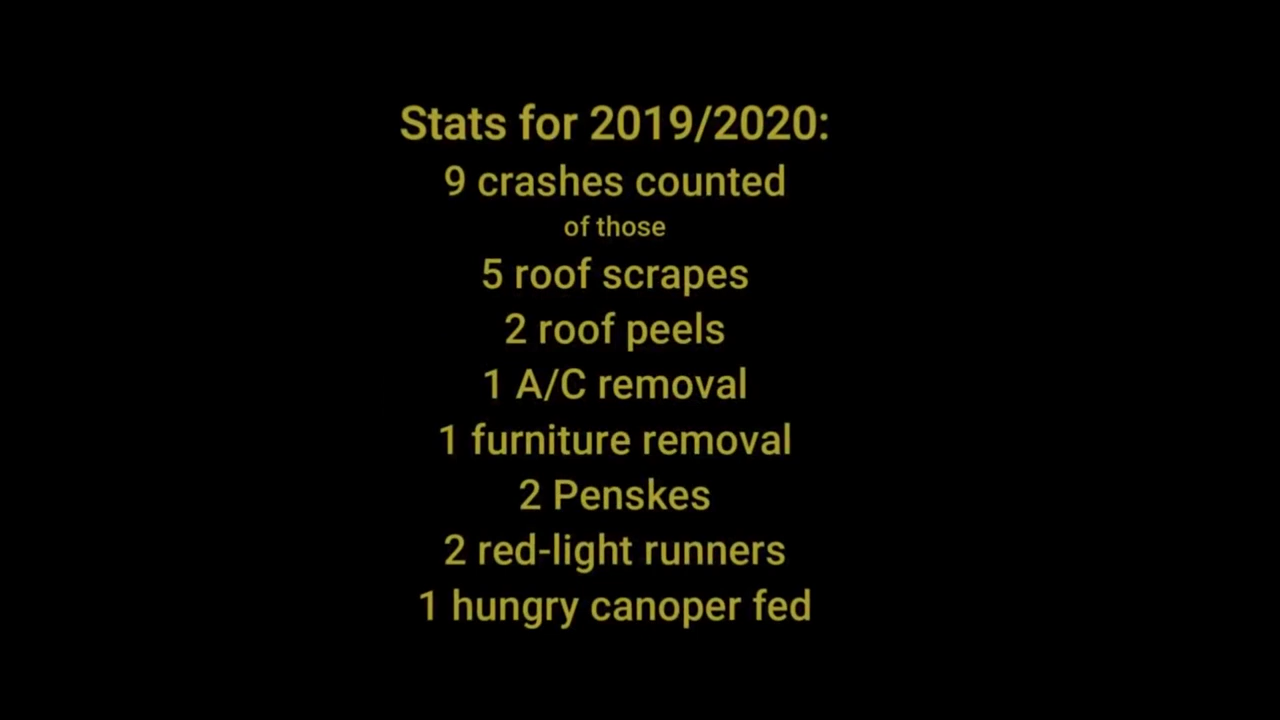 Stats for 2019/2020:
9 crashes counted
of those
5 roof scrapes
2 roof peels
1 A/C removal
1 furniture removal
2 Penskes
2 red-light runners
1 hungry canoper fed